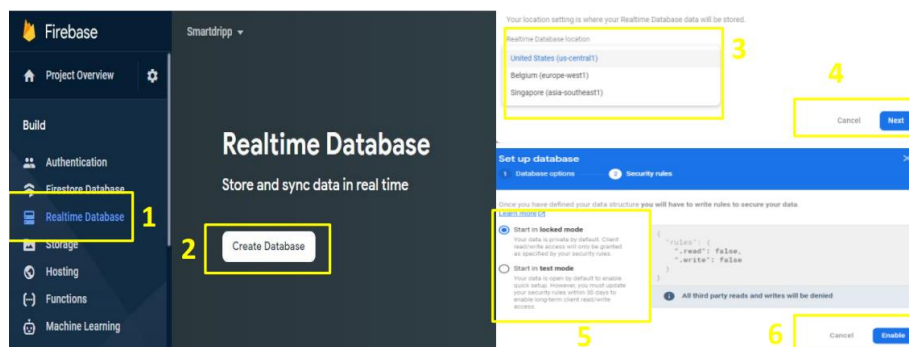 Firebase
Project Overview
Build
Authentication
Firestore Database
Realtime Database
1
Storage
Hosting
Functions
Machine Learning
Smartdripp
Realtime Database
Store and sync data in real time
2
Create Database
Your location setting is where your Realtime Database data will be stored.
Realtime Database location
United States (us-central1)
Belgium (europe-west1)
Singapore (asia-southeast1)
3
4
Cancel Next
Set up database
1 Database options 2 Security rules
Once you have defined your data structure you will have to write rules to secure your data.
Learn more
Start in locked mode
Your data is private by default. Client
read/write access will only be granted
as specified by your security rules.
Start in test mode
Your data is open by default to enable
quick setup. However, you must update
your security rules within 30 days to
enable long-term client read/write
access.
5
{
"rules": {
".read": false,
".write": false
}
}
All third party reads and writes will be denied
6
Cancel Enable